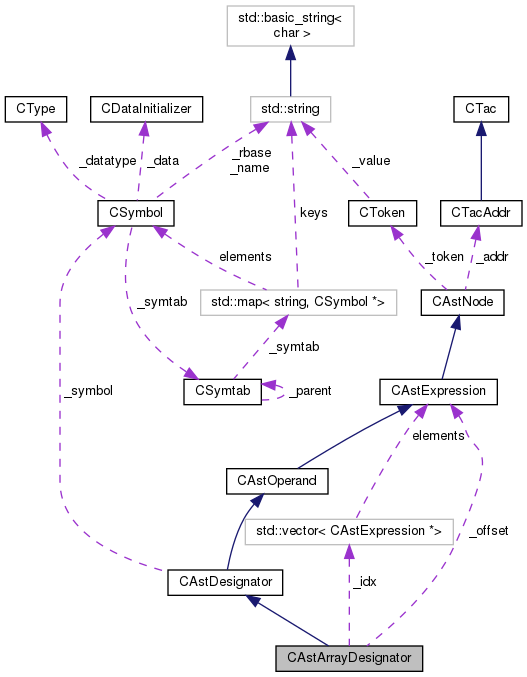 std::basic_string<
char >
CType
CDataInitializer
std::string
CTac
_datatype
_data
_rbase
_name
_value
CSymbol
keys
CToken
CTacAddr
elements
_token
_addr
_symtab
std::map< string, CSymbol *>
CAstNode
_symtab
_symbol
CSymtab
_parent
CAstExpression
elements
CAstOperand
std::vector< CAstExpression *>
_offset
CAstDesignator
_idx
CAstArrayDesignator